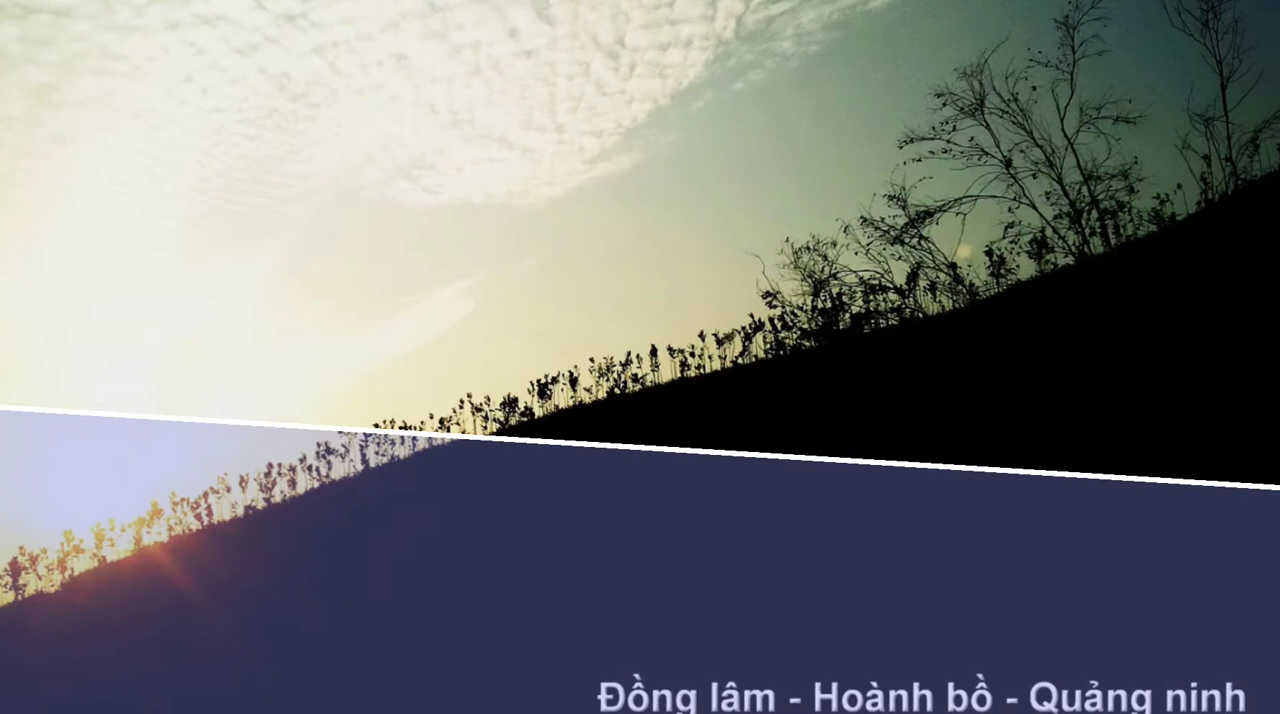 Đồng lâm - Hoành bồ - Quảng ninh